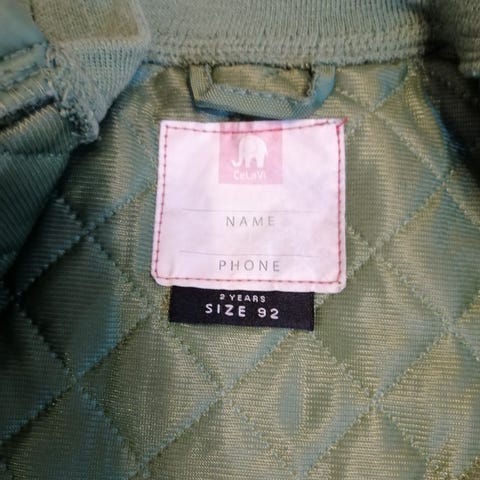 CeLaVi
NAME
PHONE
2 YEARS
SIZE 92